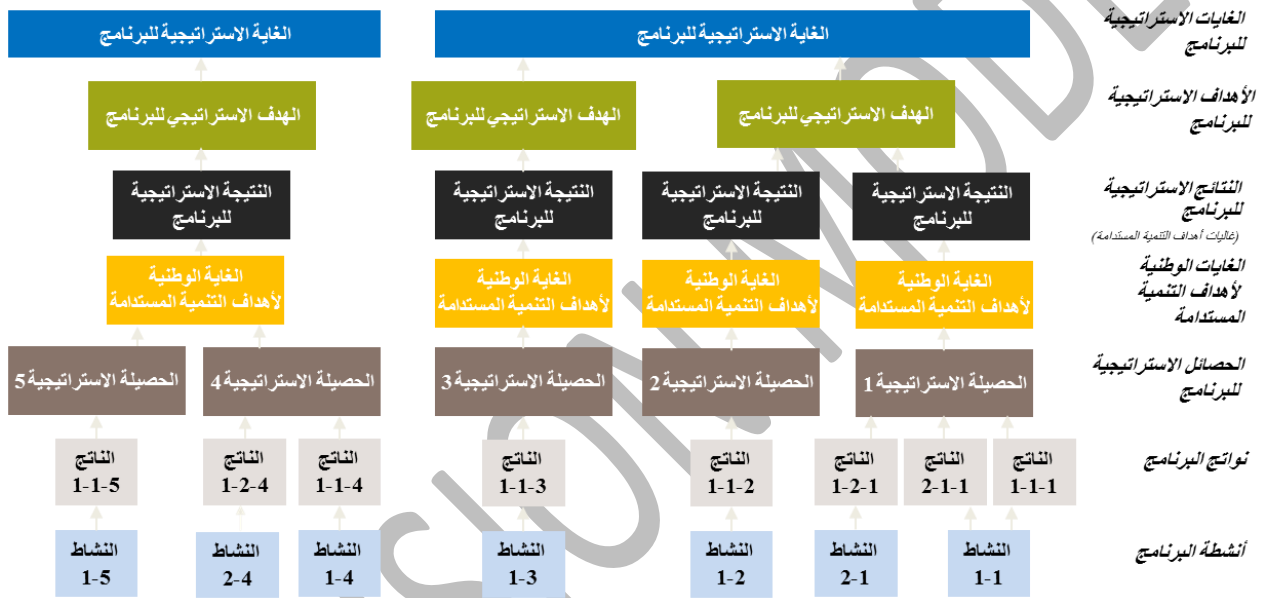 الغايات الاستراتيجية
للبرنامج
الغاية الاستراتيجية للبرنامج
الغاية الاستراتيجية للبرنامج
الأهداف الاستراتيجية
للبرنامج
الهدف الاستراتيجي للبرنامج
الهدف الاستراتيجي للبرنامج
الهدف الاستراتيجي للبرنامج
النتائج الاستراتيجية
للبرنامج
(غاليات أهداف التنمية المستدامة)
النتيجة الاستراتيجية
للبرنامج
النتيجة الاستراتيجية
للبرنامج
النتيجة الاستراتيجية
للبرنامج
النتيجة الاستراتيجية
للبرنامج
الغايات الوطنية
لأهداف التنمية
المستدامة
الغاية الوطنية
لأهداف التنمية المستدامة
الغاية الوطنية
لأهداف التنمية المستدامة
الغاية الوطنية
لأهداف التنمية المستدامة
الغاية الوطنية
لأهداف التنمية المستدامة
الحصائل الاستراتيجية
للبرنامج
الحصيلة الاستراتيجية 1
الحصيلة الاستراتيجية 2
الحصيلة الاستراتيجية 3
الحصيلة الاستراتيجية 4
الحصيلة الاستراتيجية 5
نواتج البرنامج
الناتج
1-1-1
الناتج
2-1-1
الناتج
1-2-1
الناتج
1-1-2
الناتج
1-1-3
الناتج
1-1-4
الناتج
1-2-4
الناتج
1-1-5
أنشطة البرنامج
النشاط
1-1
النشاط
2-1
النشاط
1-2
النشاط
1-3
النشاط
1-4
النشاط
2-4
النشاط
1-5